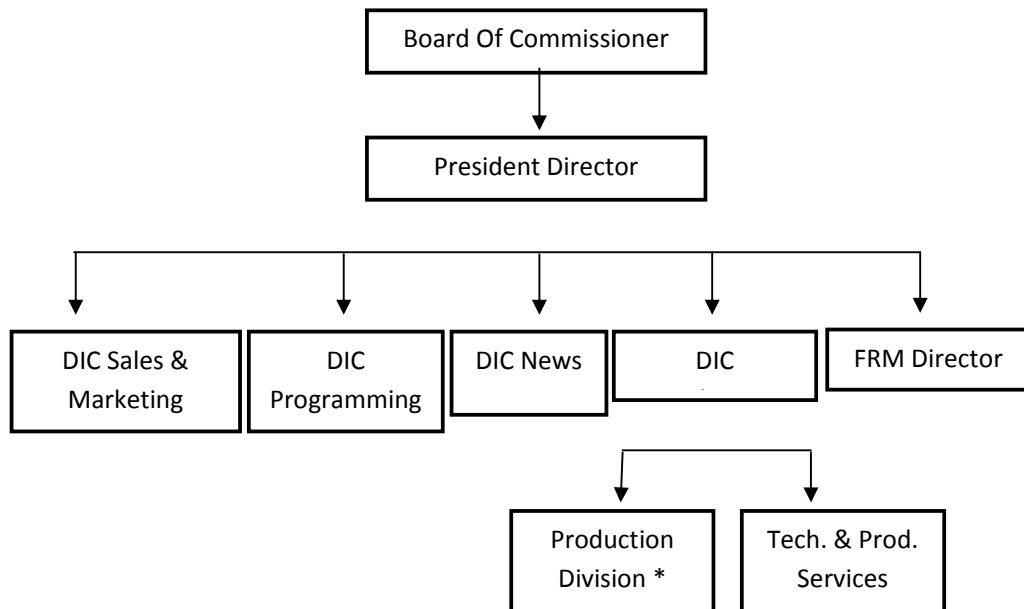 Board Of Commissioner
President Director
DIC Sales &
Marketing
DIC
Programming
DIC News
DIC
FRM Director
Production
Division *
Tech. & Prod.
Services